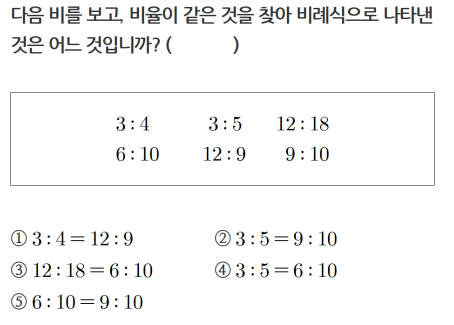 다음 비를 보고, 비율이 같은 것을 찾아 비례식으로 나타낸
것은 어느 것입니까? (          )
3 : 4   3 : 5   12 : 18
6 : 10   12 : 9   9 : 10
① 3 : 4 = 12 : 9   ② 3 : 5 = 9 : 10
③ 12 : 18 = 6 : 10   ④ 3 : 5 = 6 : 10
⑤ 6 : 10 = 9 : 10